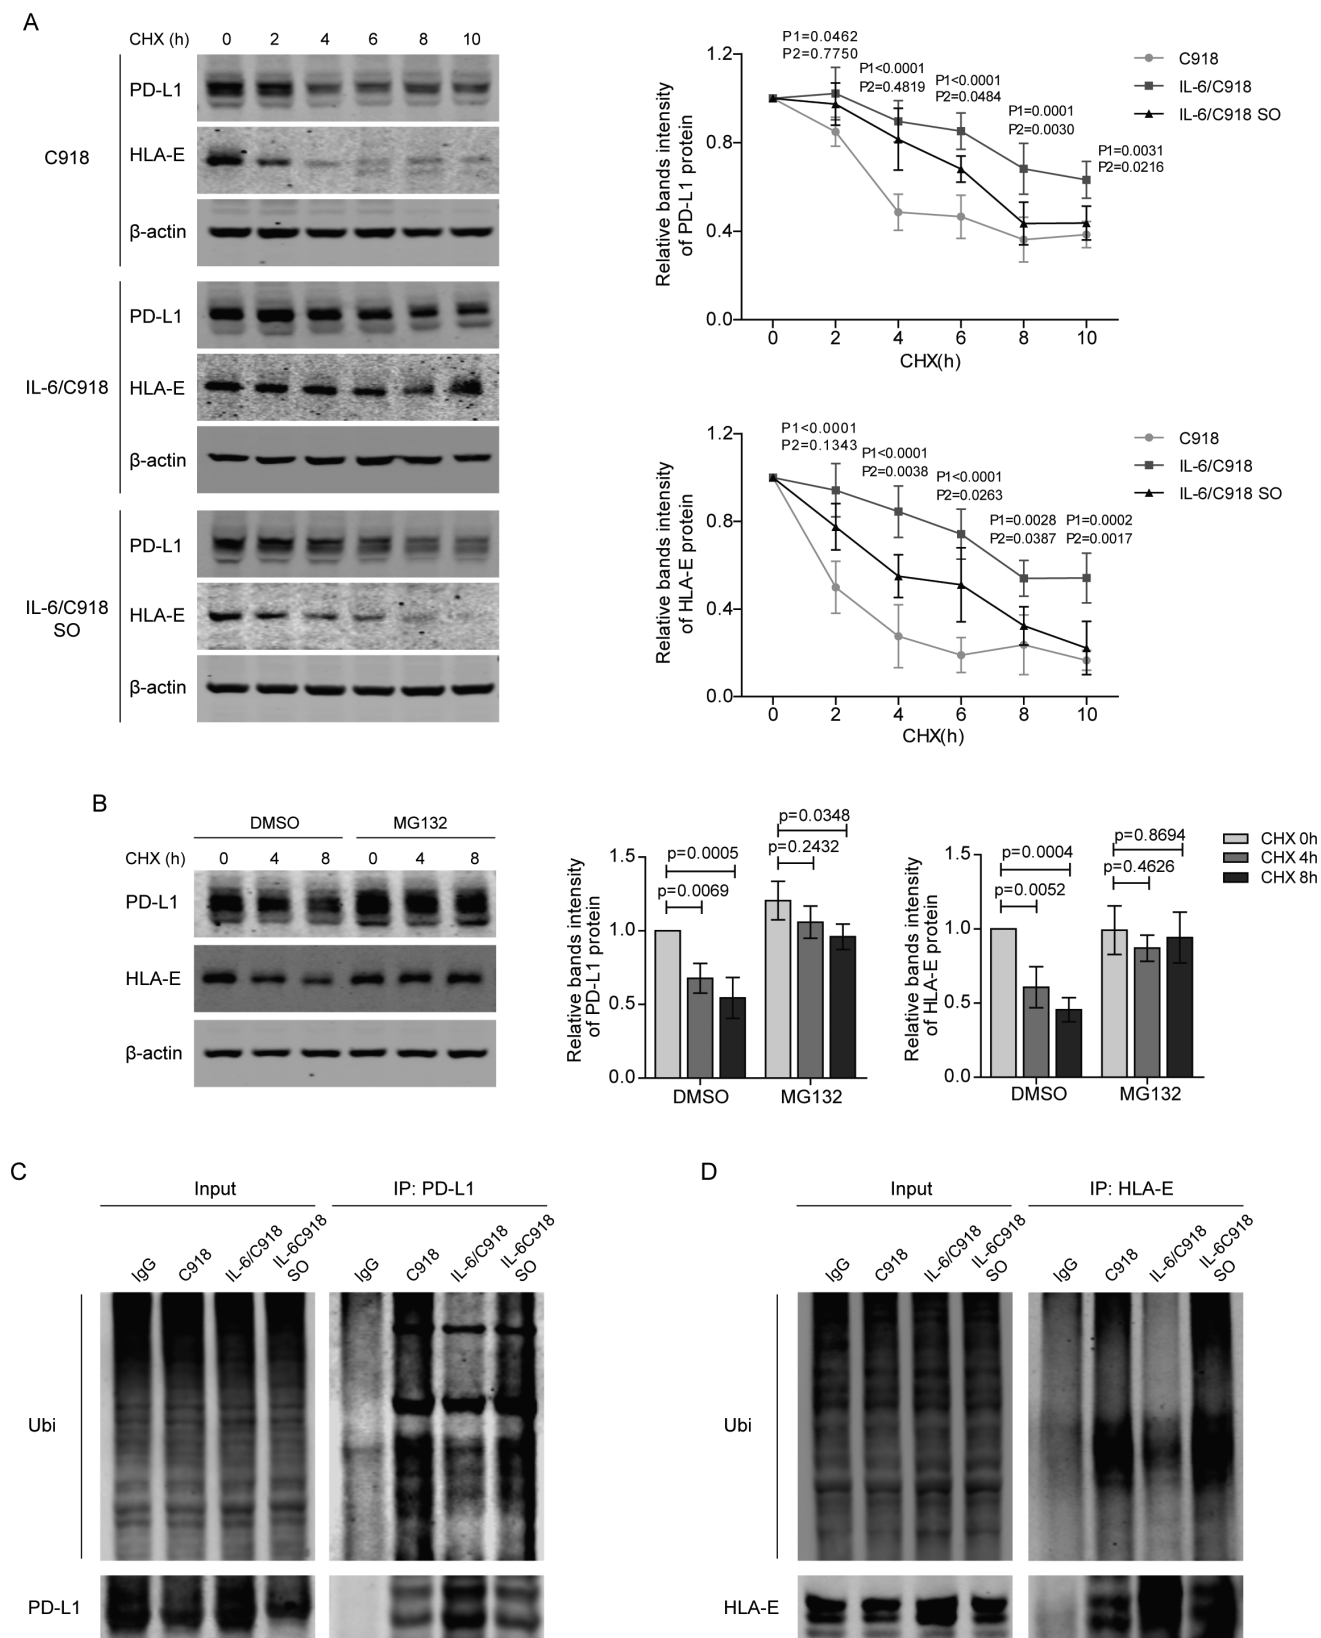 A
CHX (h) 0 2 4 6 8 10
C918
PD-L1
HLA-E
β-actin
IL-6/C918
PD-L1
HLA-E
β-actin
IL-6/C918
SO
PD-L1
HLA-E
β-actin
Relative bands intensity
of PD-L1 protein
1.2
0.8
0.4
0.0
0 2 4 6 8 10
CHX(h)
P1=0.0462
P2=0.7750
P1<0.0001
P2=0.4819
P1<0.0001
P2=0.0484
P1=0.0001
P2=0.0030
P1=0.0031
P2=0.0216
C918
IL-6/C918
IL-6/C918 SO
Relative bands intensity
of HLA-E protein
1.2
0.8
0.4
0.0
0 2 4 6 8 10
CHX(h)
P1<0.0001
P2=0.1343
P1<0.0001
P2=0.0038
P1<0.0001
P2=0.0263
P1=0.0028
P2=0.0387
P1=0.0002
P2=0.0017
C918
IL-6/C918
IL-6/C918 SO
B
DMSO MG132
CHX (h) 0 4 8 0 4 8
PD-L1
HLA-E
β-actin
Relative bands intensity
of PD-L1 protein
1.5
1.0
0.5
0.0
p=0.0005
p=0.0069
p=0.0348
p=0.2432
DMSO MG132
Relative bands intensity
of HLA-E protein
1.5
1.0
0.5
0.0
p=0.0004
p=0.0052
p=0.8694
p=0.4626
DMSO MG132
CHX 0h
CHX 4h
CHX 8h
C
Input IP: PD-L1
IgG
C918
IL-6/C918
IL-6C918
SO
IgG
C918
IL-6/C918
IL-6C918
SO
Ubi
PD-L1
D
Input IP: HLA-E
IgG
C918
IL-6/C918
IL-6C918
SO
IgG
C918
IL-6/C918
IL-6C918
SO
Ubi
HLA-E